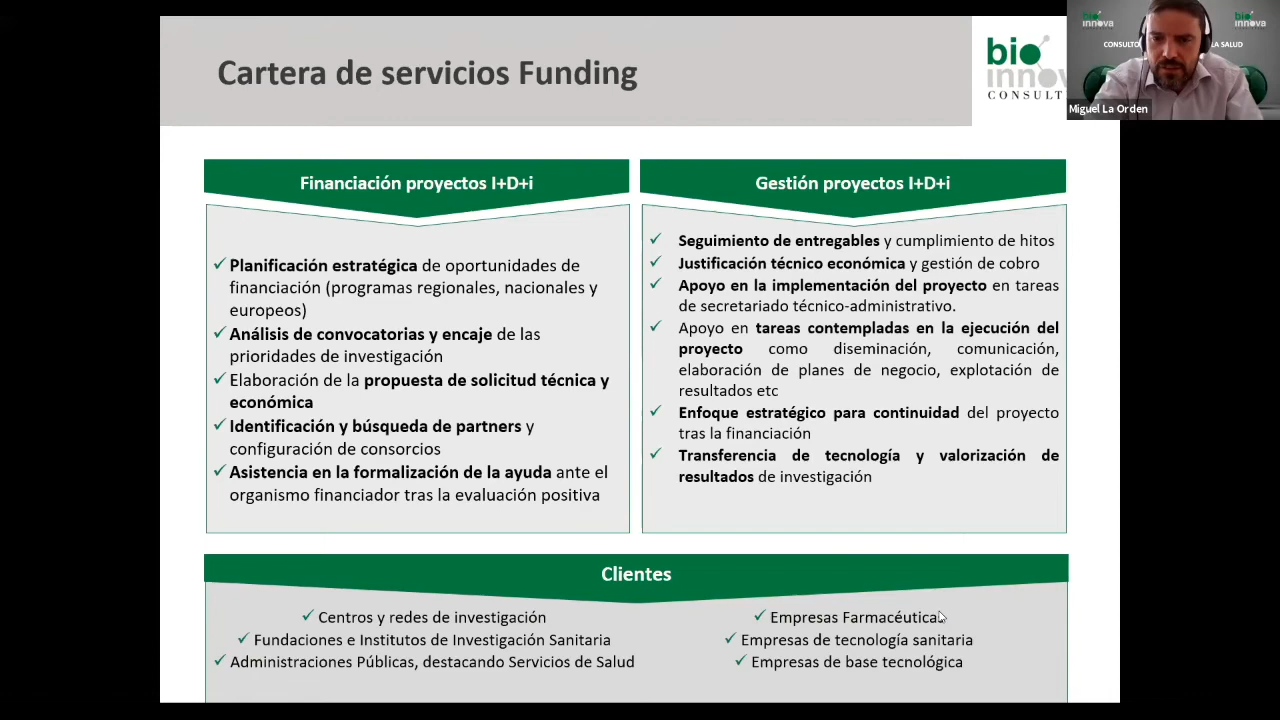 Cartera de servicios Funding
bio
innov
CONSULT
bio
innova
bio
innova
CONSULTO
LA SALUD
Miguel La Orden
Financiación proyectos I+D+i
Planificación estratégica de oportunidades de
financiación (programas regionales, nacionales y
europeos)
Análisis de convocatorias y encaje de las
prioridades de investigación
Elaboración de la propuesta de solicitud técnica y
económica
Identificación y búsqueda de partners y
configuración de consorcios
Asistencia en la formalización de la ayuda ante el
organismo financiador tras la evaluación positiva
Gestión proyectos I+D+i
Seguimiento de entregables y cumplimiento de hitos
Justificación técnico económica y gestión de cobro
Apoyo en la implementación del proyecto en tareas
de secretariado técnico-administrativo.
Apoyo en tareas contempladas en la ejecución del
proyecto como diseminación, comunicación,
elaboración de planes de negocio, explotación de
resultados etc
Enfoque estratégico para continuidad del proyecto
tras la financiación
Transferencia de tecnología y valorización de
resultados de investigación
Clientes
Centros y redes de investigación
Fundaciones e Institutos de Investigación Sanitaria
Administraciones Públicas, destacando Servicios de Salud
Empresas Farmacéuticas
Empresas de tecnología sanitaria
Empresas de base tecnológica